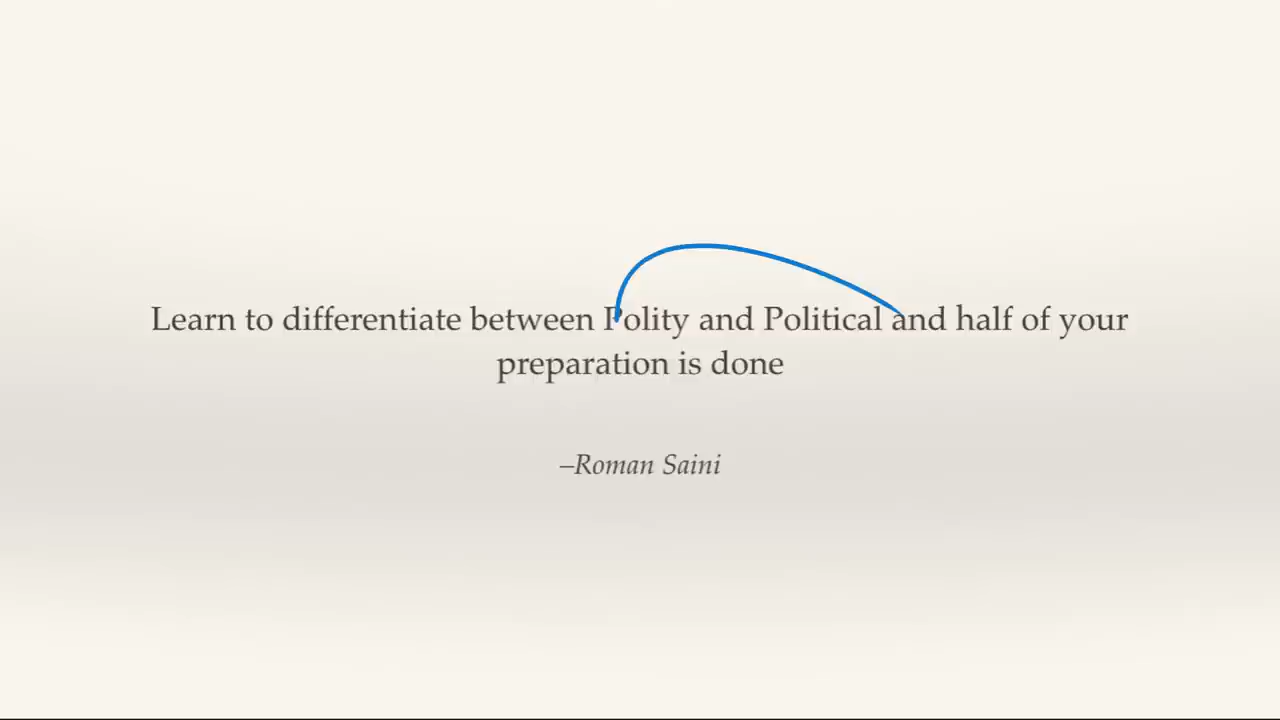 Learn to differentiate between Polity and Political and half of your
preparation is done
–Roman Saini